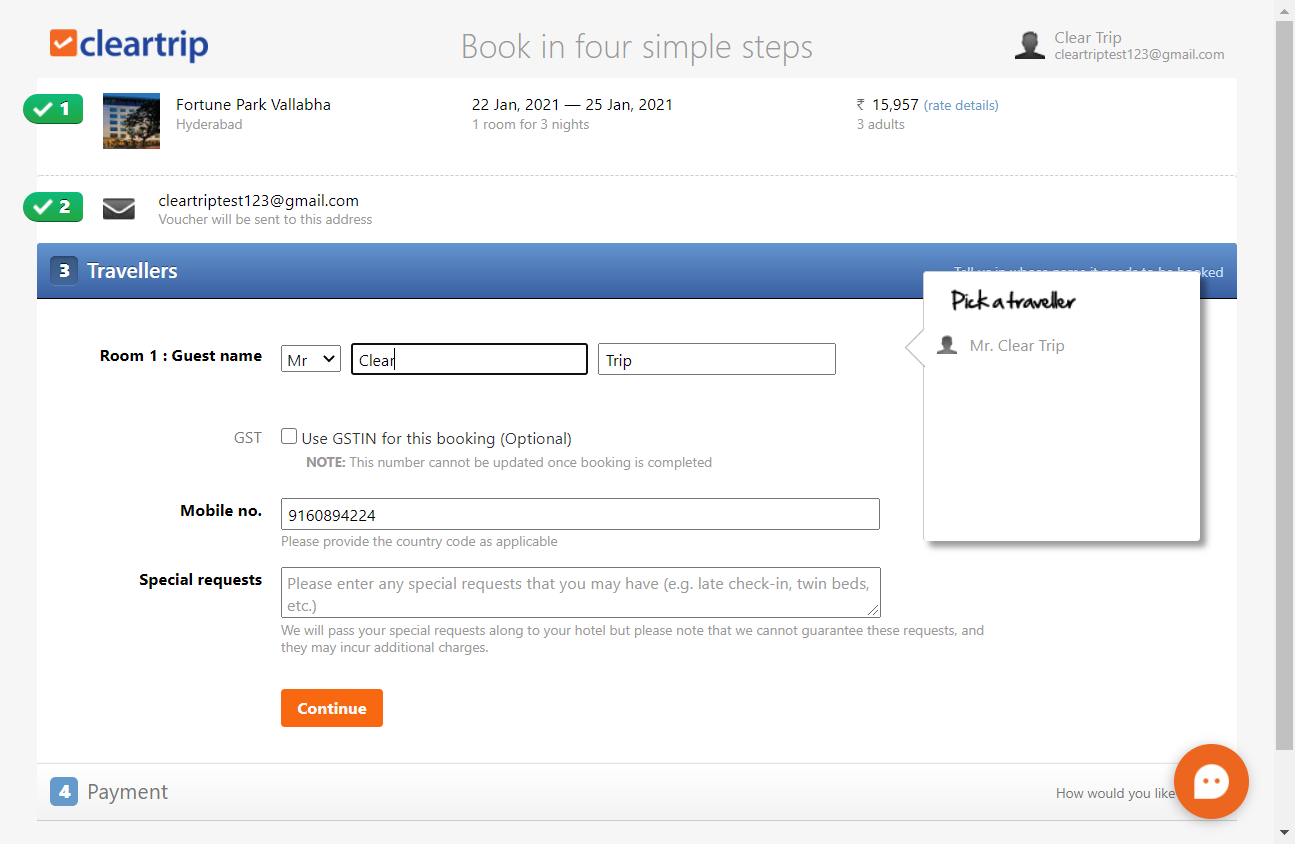 cleartrip
Book in four simple steps
Clear Trip
cleartriptest123@gmail.com
1
Fortune Park Vallabha
Hyderabad
22 Jan, 2021 — 25 Jan, 2021
1 room for 3 nights
₹ 15,957 (rate details)
3 adults
2
cleartriptest123@gmail.com
Voucher will be sent to this address
3 Travellers
Tell us in whose name it needs to be booked
Pick a traveller
Mr. Clear Trip
Room 1 : Guest name
Mr
Clear
Trip
GST
Use GSTIN for this booking (Optional)
NOTE: This number cannot be updated once booking is completed
Mobile no.
9160894224
Please provide the country code as applicable
Special requests
Please enter any special requests that you may have (e.g. late check-in, twin beds,
etc.)
We will pass your special requests along to your hotel but please note that we cannot guarantee these requests, and
they may incur additional charges.
Continue
4 Payment
How would you like